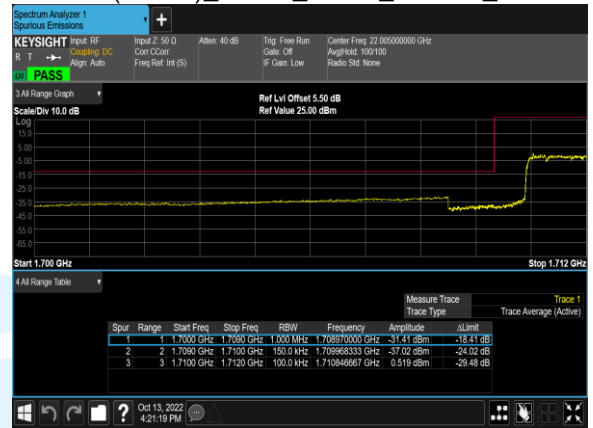 Spectrum Analyzer 1
Spurious Emissions
KEYSIGHT Input: RF Input Z: 50 Ω Atten: 40 dB Trig: Free Run Center Freq: 22.005000000 GHz
R T Coupling: DC Corr CCorr Gate: Off Avg|Hold: 100/100
Align: Auto Freq Ref: Int (S) IF Gain: Low Radio Std: None
PASS
3 All Range Graph
Ref Lvl Offset 5.50 dB
Scale/Div 10.0 dB Ref Value 25.00 dBm
Log
15.0
5.00
-5.00
-15.0
-25.0
-35.0
-45.0
-55.0
-65.0
Start 1.700 GHz Stop 1.712 GHz
4 All Range Table
Measure Trace Trace 1
Trace Type Trace Average (Active)
Spur Range Start Freq Stop Freq RBW Frequency Amplitude ΔLimit
1 1 1.7000 GHz 1.7090 GHz 1.000 MHz 1.708970000 GHz -31.41 dBm -18.41 dB
2 2 1.7090 GHz 1.7100 GHz 150.0 kHz 1.709968333 GHz -37.02 dBm -24.02 dB
3 3 1.7100 GHz 1.7120 GHz 100.0 kHz 1.710846667 GHz 0.519 dBm -29.48 dB
? Oct 13, 2022
4:21:19 PM